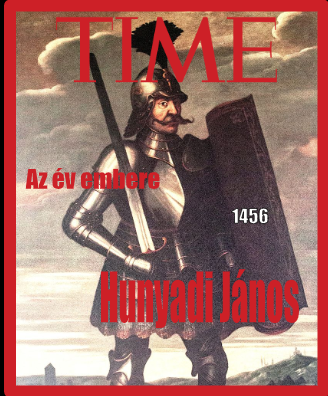 TIME
Az év embere
1456
Hunyadi János